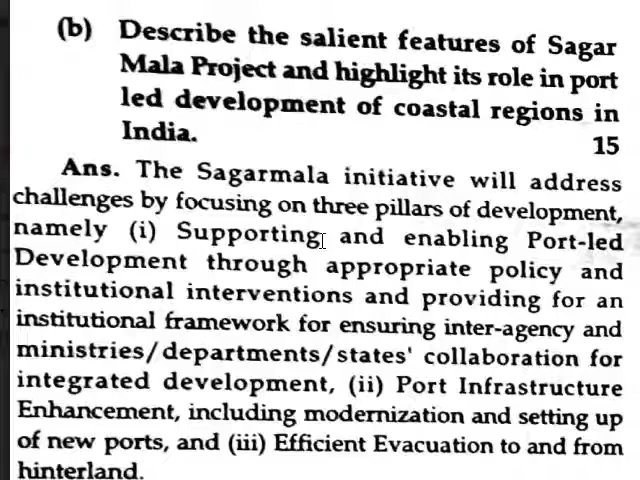 (b) Describe the salient features of Sagar
Mala Project and highlight its role in port
led development of coastal regions in
India. 15
Ans. The Sagarmala initiative will address
challenges by focusing on three pillars of development,
namely (i) Supporting and enabling Port-led
Development through appropriate policy and
institutional interventions and providing for an
institutional framework for ensuring inter-agency and
ministries/departments/states' collaboration for
integrated development, (ii) Port Infrastructure
Enhancement, including modernization and setting up
of new ports, and (iii) Efficient Evacuation to and from
hinterland.